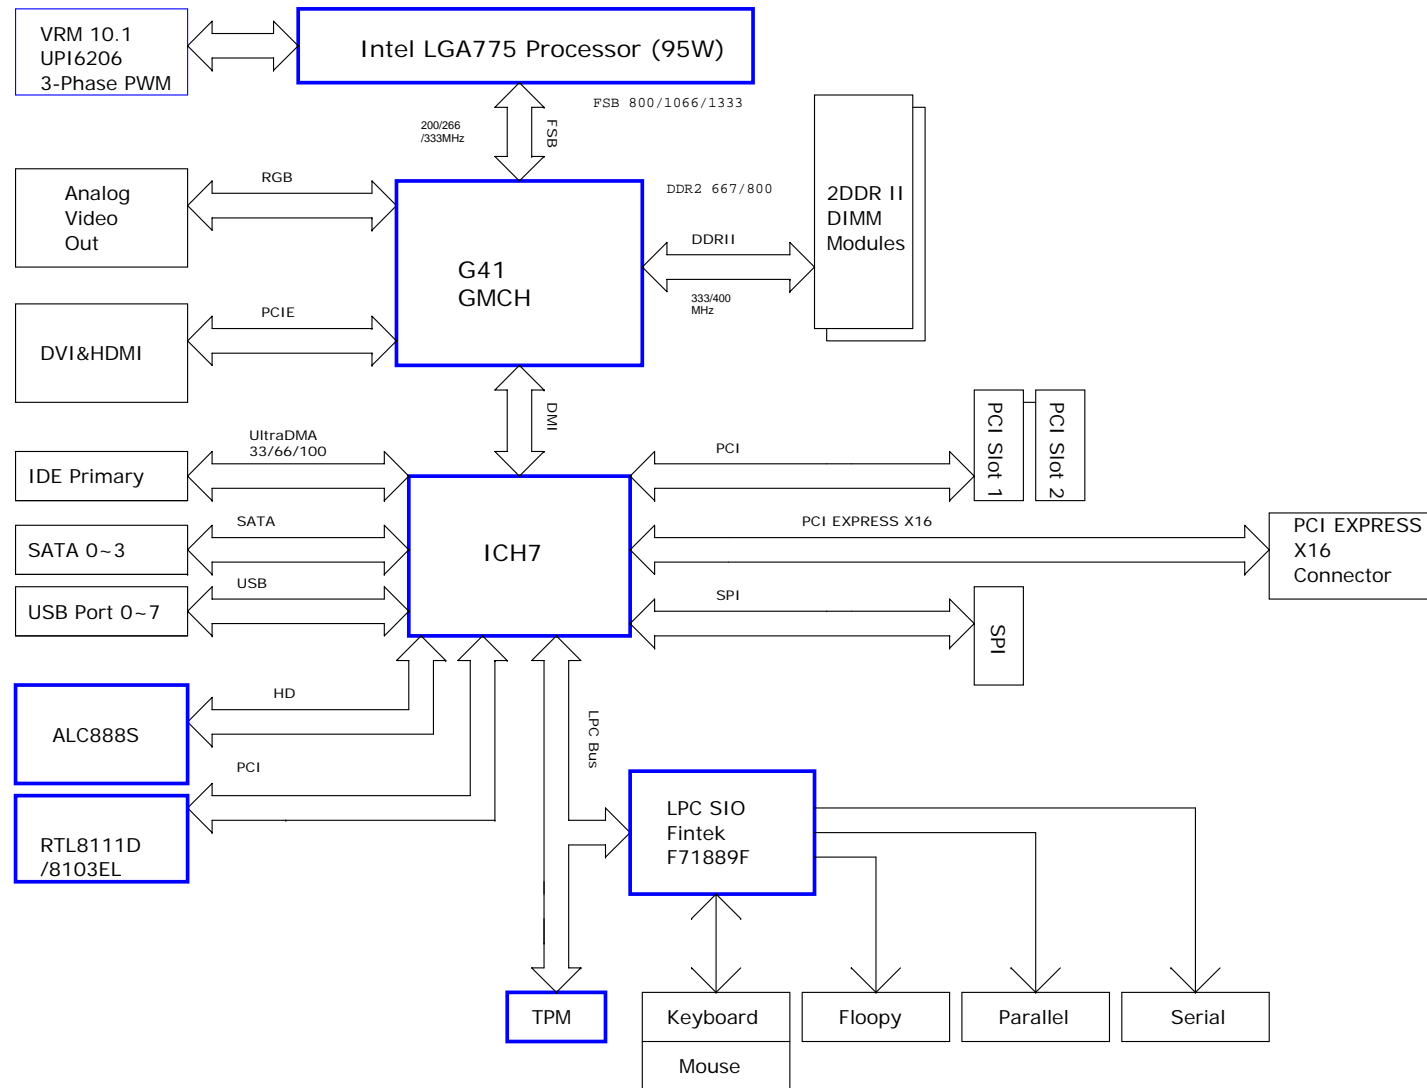 VRM 10.1
UPI6206
3-Phase PWM
Intel LGA775 Processor (95W)
FSB 800/1066/1333
200/266
/333MHz
FSB
Analog
Video
Out
RGB
G41
GMCH
DDR2 667/800
DDRII
333/400
MHz
2DDR II
DIMM
Modules
DVI&HDMI
PCIE
DMI
IDE Primary
UltraDMA
33/66/100
PCI
PCI Slot 1
PCI Slot 2
SATA 0~3
SATA
ICH7
PCI EXPRESS X16
PCI EXPRESS
X16
Connector
USB Port 0~7
USB
SPI
SPI
ALC888S
HD
LPC Bus
PCI
RTL8111D
/8103EL
LPC SIO
Fintek
F71889F
TPM
Keyboard
Mouse
Floopy
Parallel
Serial